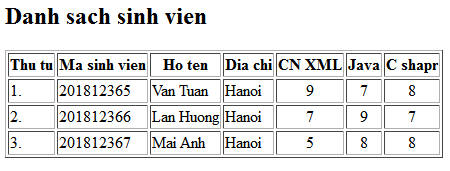 Danh sach sinh vien
Thu tu Ma sinh vien Ho ten Dia chi CN XML Java C shapr
1. 201812365 Van Tuan Hanoi 9 7 8
2. 201812366 Lan Huong Hanoi 7 9 7
3. 201812367 Mai Anh Hanoi 5 8 8